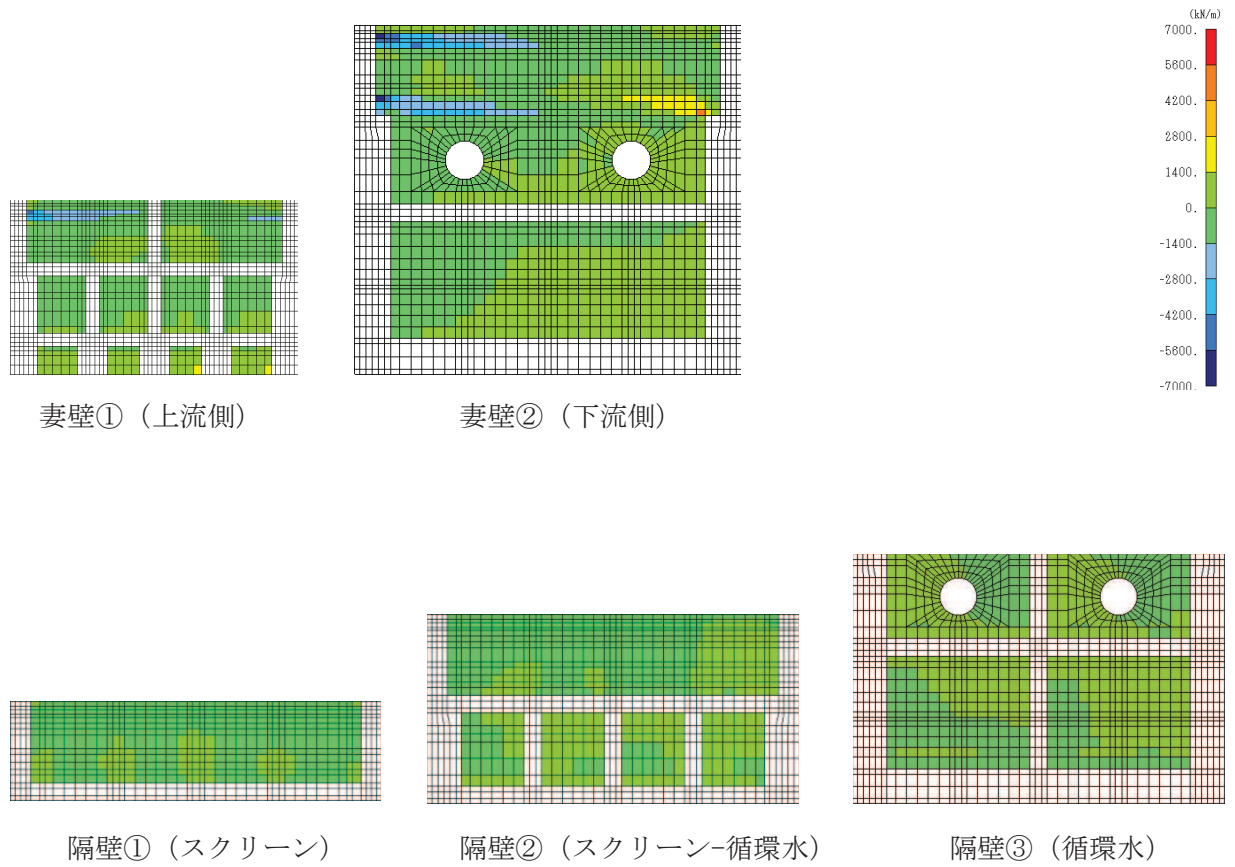 (kN/m)
7000.
5600.
4200.
2800.
1400.
0.
-1400.
-2800.
-4200.
-5600.
-7000.
妻壁①（上流側）
妻壁②（下流側）
隔壁①（スクリーン）
隔壁②（スクリーン-循環水）
隔壁③（循環水）